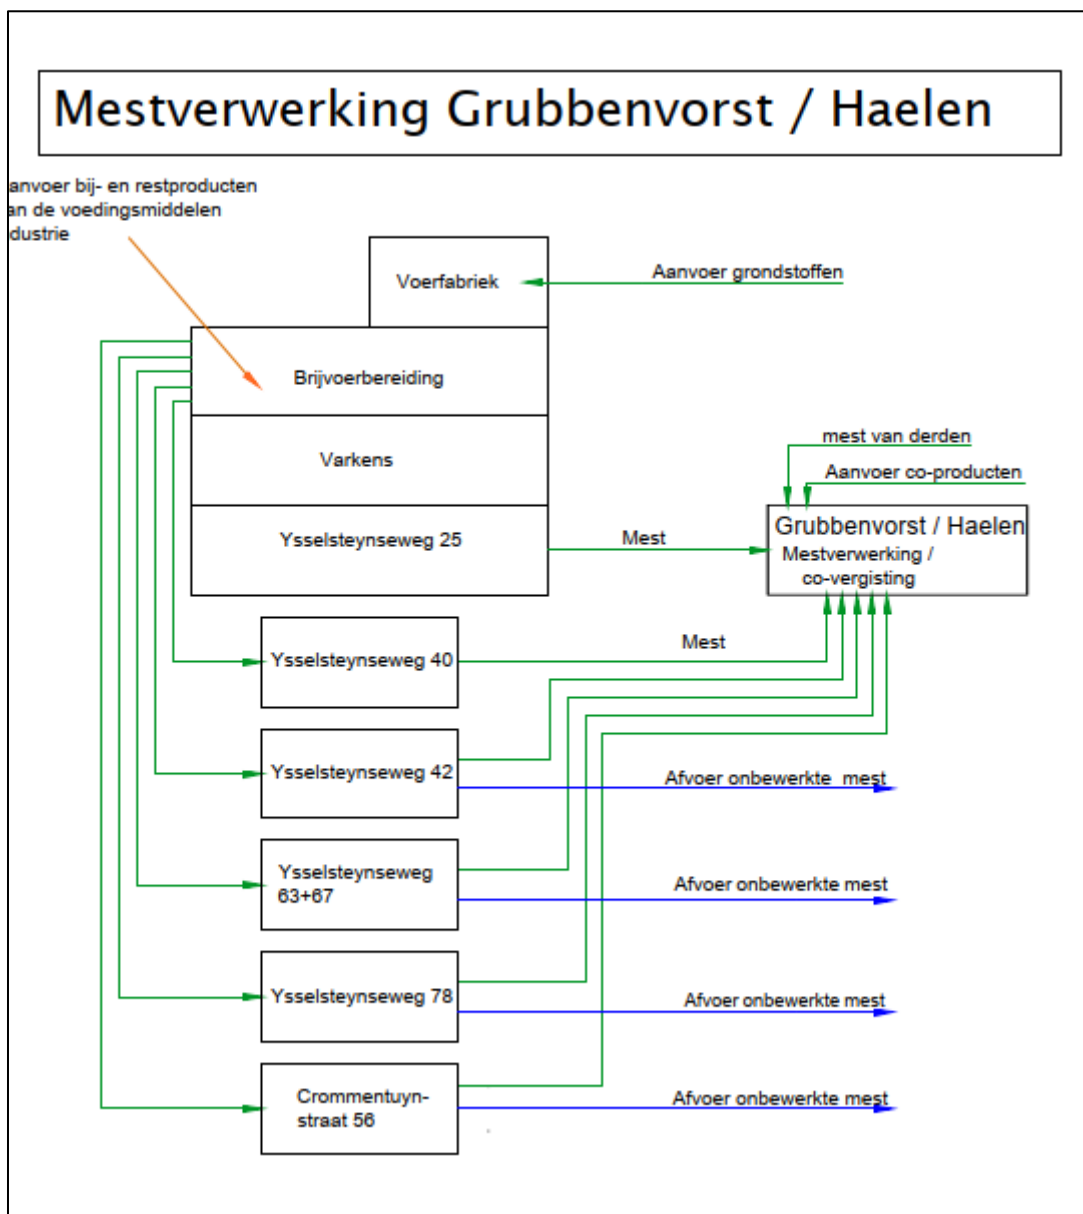 Mestverwerking Grubbenvorst / Haelen
anvoer bij- en restproducten
an de voedingsmiddelen
dustrie
Voerfabriek
Aanvoer grondstoffen
Brijvoerbereiding
Varkens
Ysselsteynseweg 25
mest van derden
Aanvoer co-producten
Grubbenvorst / Haelen
Mestverwerking /
co-vergisting
Mest
Ysselsteynseweg 40
Mest
Ysselsteynseweg 42
Afvoer onbewerkte mest
Ysselsteynseweg
63+67
Afvoer onbewerkte mest
Ysselsteynseweg 78
Afvoer onbewerkte mest
Crommentuyn-
straat 56
Afvoer onbewerkte mest